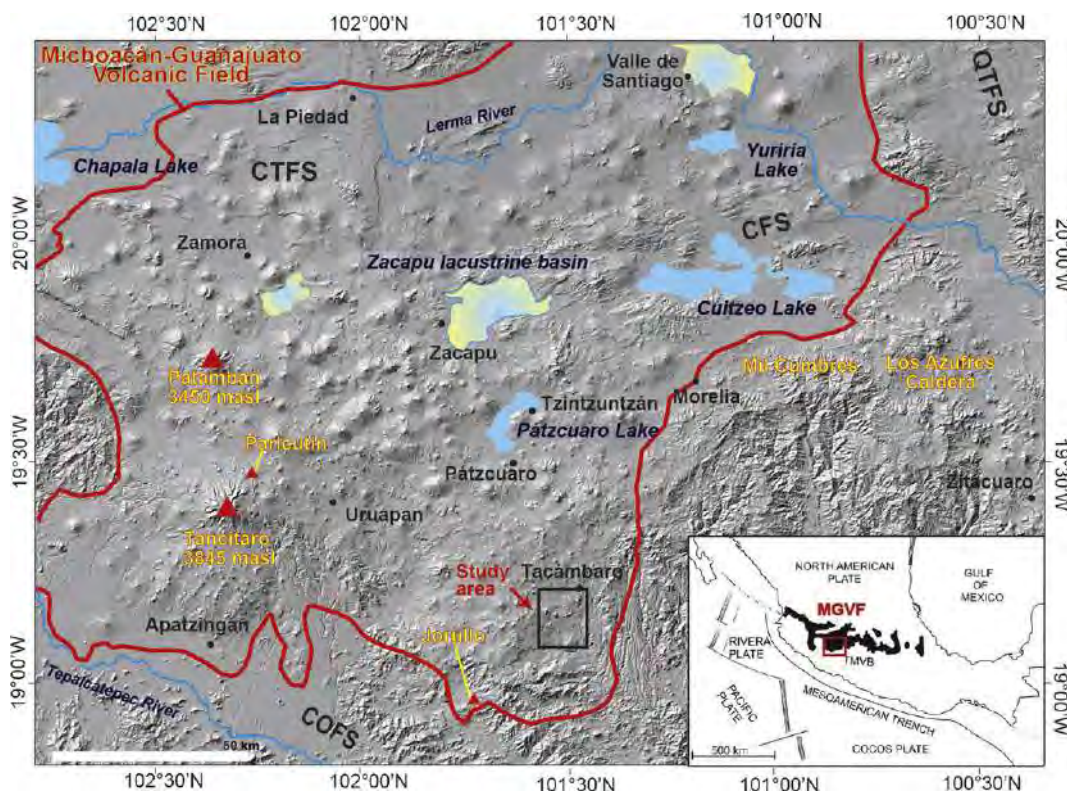 102°30'W
102°00'W
101°30'W
101°00'W
100°30'W
Michoacán-Guanajuato
Volcanic Field
Valle de
Santiago
QTFS
La Piedad
Lerma River
Chapala Lake
CTFS
Yuriria
Lake
Zamora
CFS
20°00'W
20°00'W
Zacapu lacustrine basin
Cuitzeo Lake
Zacapu
Patamban
3450 masl
Mil Cumbres
Los Azufres
Caldera
Tzintzuntzán
Morelia
Pátzcuaro Lake
Paricutin
19°30'W
19°30'W
Pátzcuaro
Zitácuaro
Uruapan
Tancítaro
3845 masl
Study
area
Tacámbaro
Apatzingán
Jorullo
19°00'W
19°00'W
Tepalcatepec River
COFS
50 km
NORTH AMERICAN
PLATE
GULF
OF
MEXICO
MGVF
RIVERA
PLATE
TMVB
PACIFIC
PLATE
MESOAMERICAN TRENCH
500 km
COCOS PLATE
102°30'W
102°00'W
101°30'W
101°00'W
100°30'W